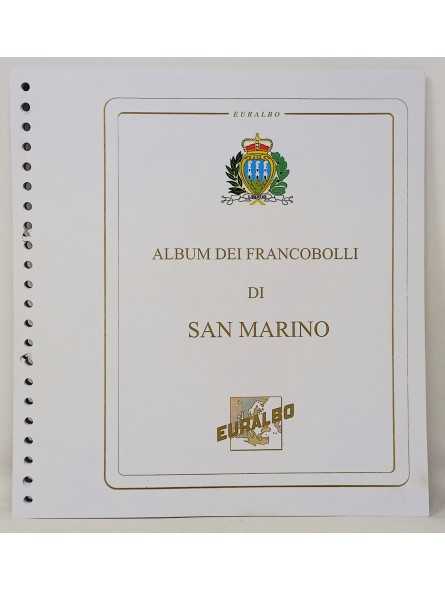 EURALBO
ALBUM DEI FRANCOBOLLI
DI
SAN MARINO
EURALBO